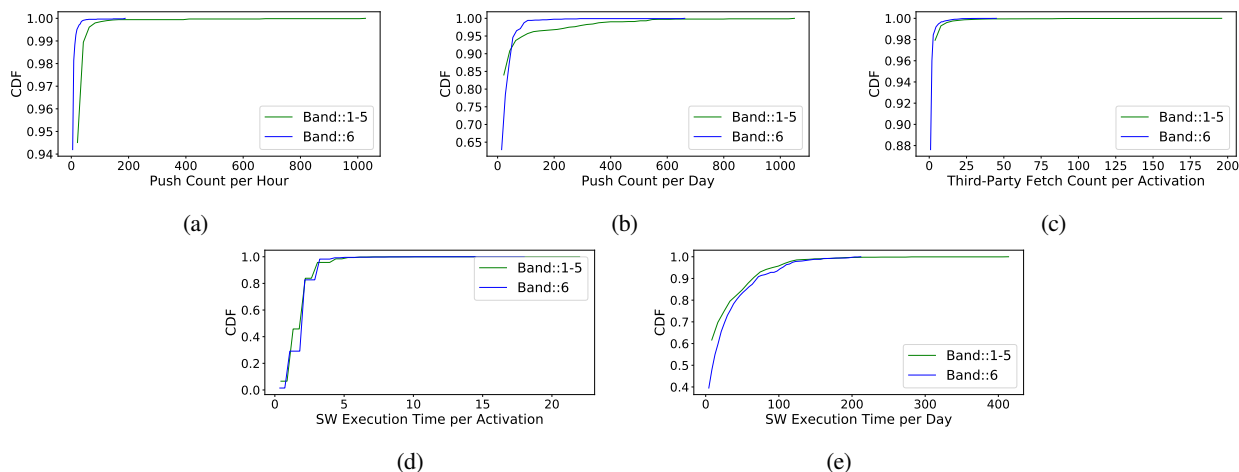 1.00
0.99
0.98
0.97
0.96
0.95
0.94
CDF
0 200 400 600 800 1000
Push Count per Hour
Band::1-5
Band::6
(a)
1.00
0.95
0.90
0.85
0.80
0.75
0.70
0.65
CDF
0 200 400 600 800 1000
Push Count per Day
Band::1-5
Band::6
(b)
1.00
0.98
0.96
0.94
0.92
0.90
0.88
CDF
0 25 50 75 100 125 150 175 200
Third-Party Fetch Count per Activation
Band::1-5
Band::6
(c)
1.0
0.8
0.6
0.4
0.2
0.0
CDF
0 5 10 15 20
SW Execution Time per Activation
Band::1-5
Band::6
(d)
1.0
0.9
0.8
0.7
0.6
0.5
0.4
CDF
0 100 200 300 400
SW Execution Time per Day
Band::1-5
Band::6
(e)